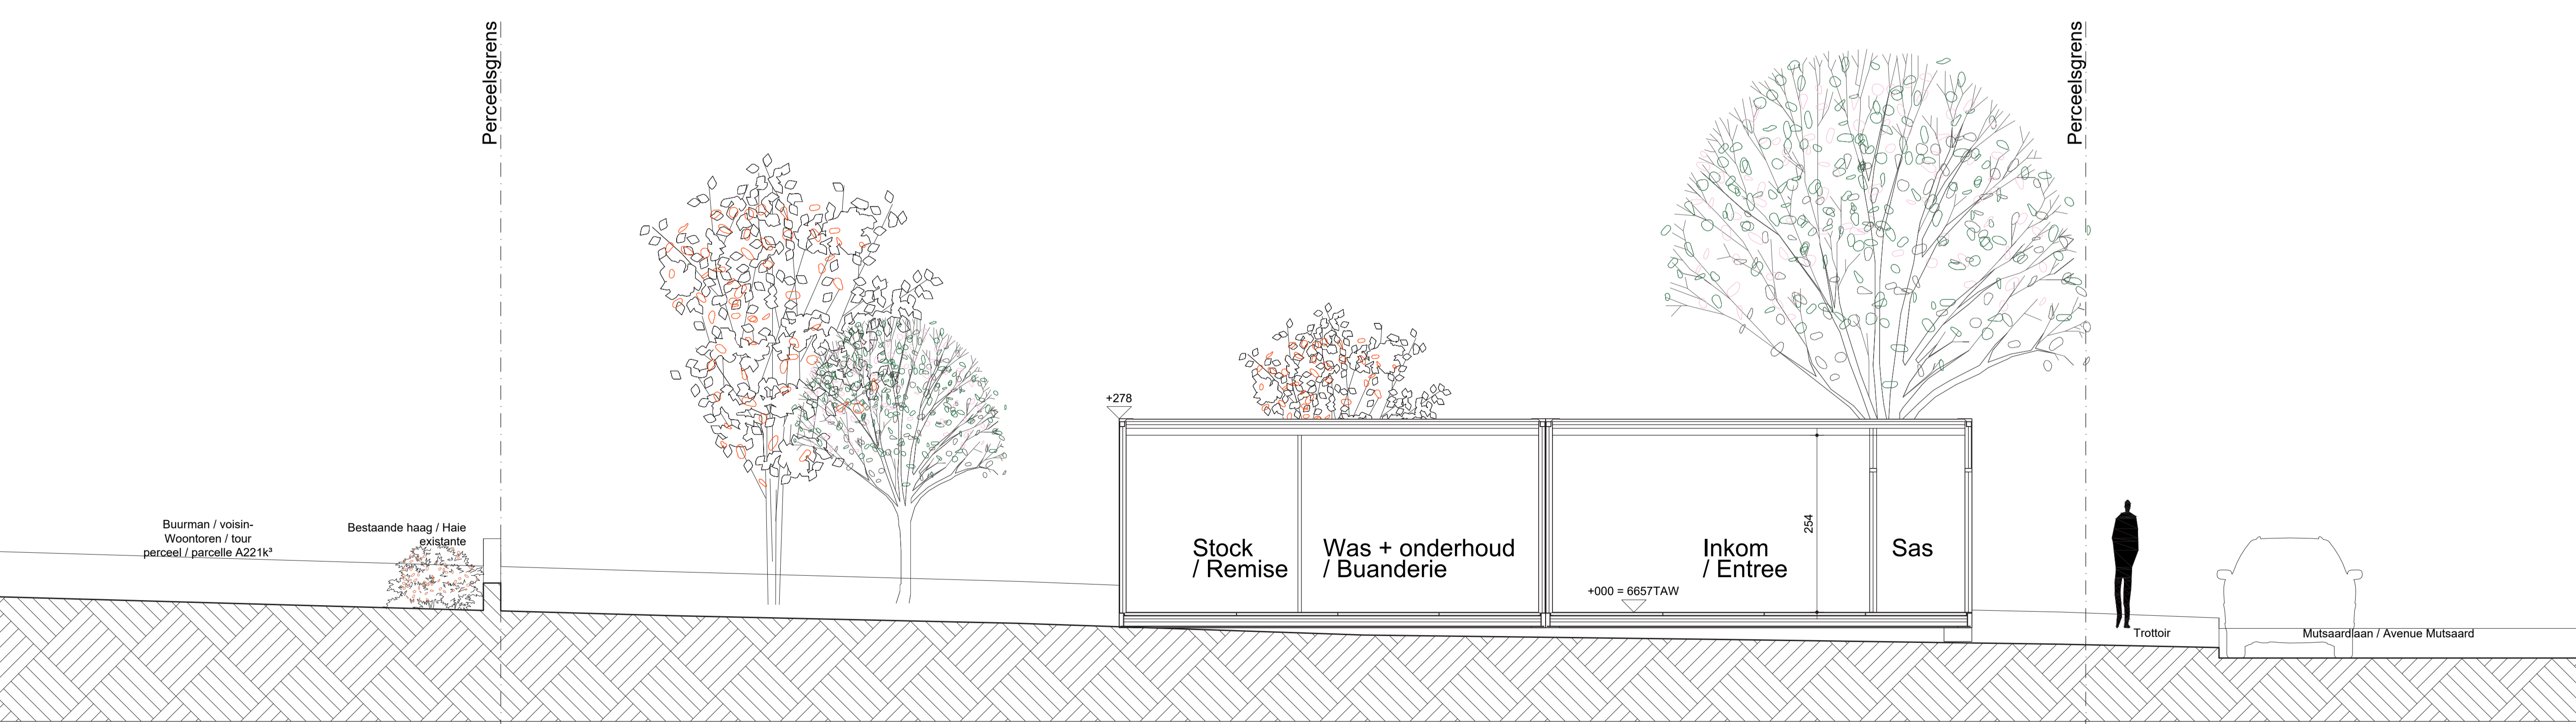 Perceelsgrens
Perceelsgrens
+278
Buurman / voisin-
Woontoren / tour
perceel / parcelle A221k³
Bestaande haag / Haie
existante
Stock
/ Remise
Was + onderhoud
/ Buanderie
Inkom
/ Entree
254
Sas
+000 = 6657TAW
Trottoir
Mutsaardlaan / Avenue Mutsaard